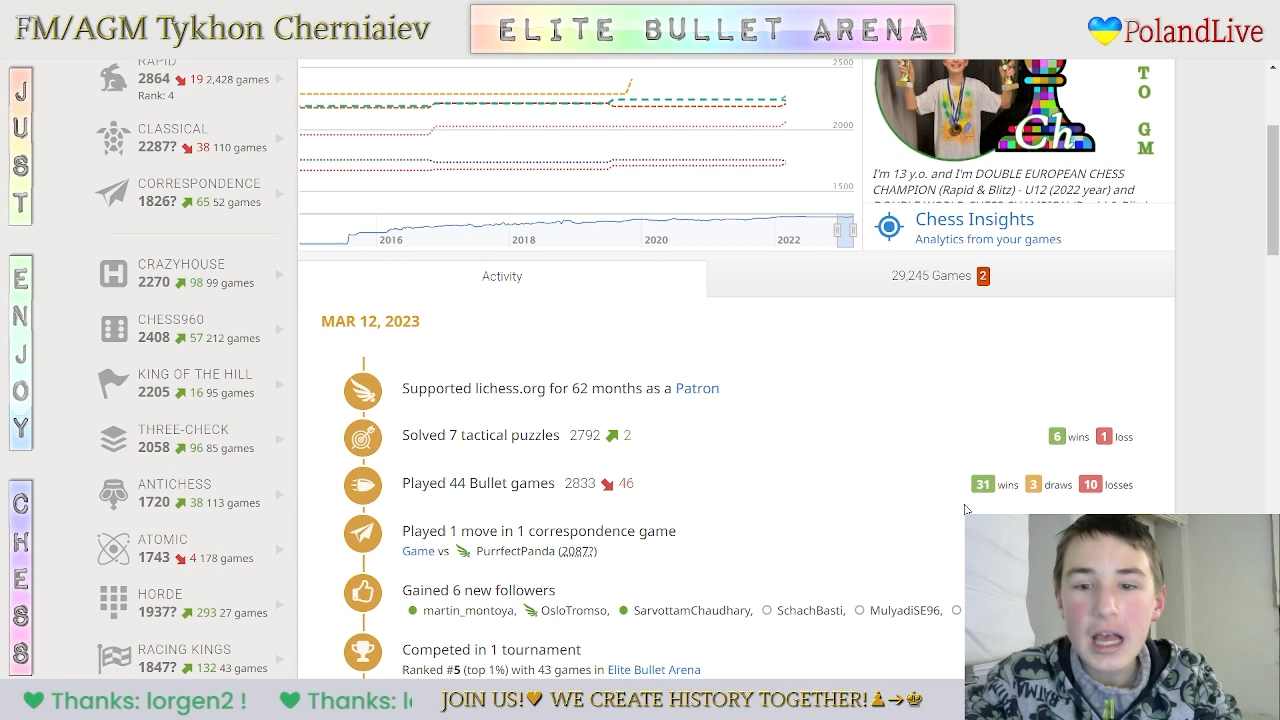 FM/AGM Tykhon Cherniaiev
ELITE BULLET ARENA
PolandLive
JUST
ENJOY
CHESS
RAPID
2864 19 2,428 games
Rank: 4
CLASSICAL
2287? 38 110 games
CORRESPONDENCE
1826? 65 52 games
CRAZYHOUSE
2270 98 99 games
CHESS960
2408 57 212 games
KING OF THE HILL
2205 16 95 games
THREE-CHECK
2058 96 85 games
ANTICHESS
1720 38 113 games
ATOMIC
1743 4 178 games
HORDE
1937? 293 27 games
RACING KINGS
1847? 132 43 games
2500
2000
1500
2016 2018 2020 2022
TO
GM
Ch
I'm 13 y.o. and I'm DOUBLE EUROPEAN CHESS
CHAMPION (Rapid & Blitz) - U12 (2022 year) and
Chess Insights
Analytics from your games
Activity
29,245 Games 2
MAR 12, 2023
Supported lichess.org for 62 months as a Patron
Solved 7 tactical puzzles 2792 2
6 wins 1 loss
Played 44 Bullet games 2833 46
31 wins 3 draws 10 losses
Played 1 move in 1 correspondence game
Game vs PurrfectPanda (2087?)
Gained 6 new followers
martin_montoya, OsloTromso, SarvottamChaudhary, SchachBasti, MulyadiSE96,
Competed in 1 tournament
Ranked #5 (top 1%) with 43 games in Elite Bullet Arena
BATMAN
Thanks: lorgen2 ! Thanks: l
JOIN US! WE CREATE HISTORY TOGETHER!